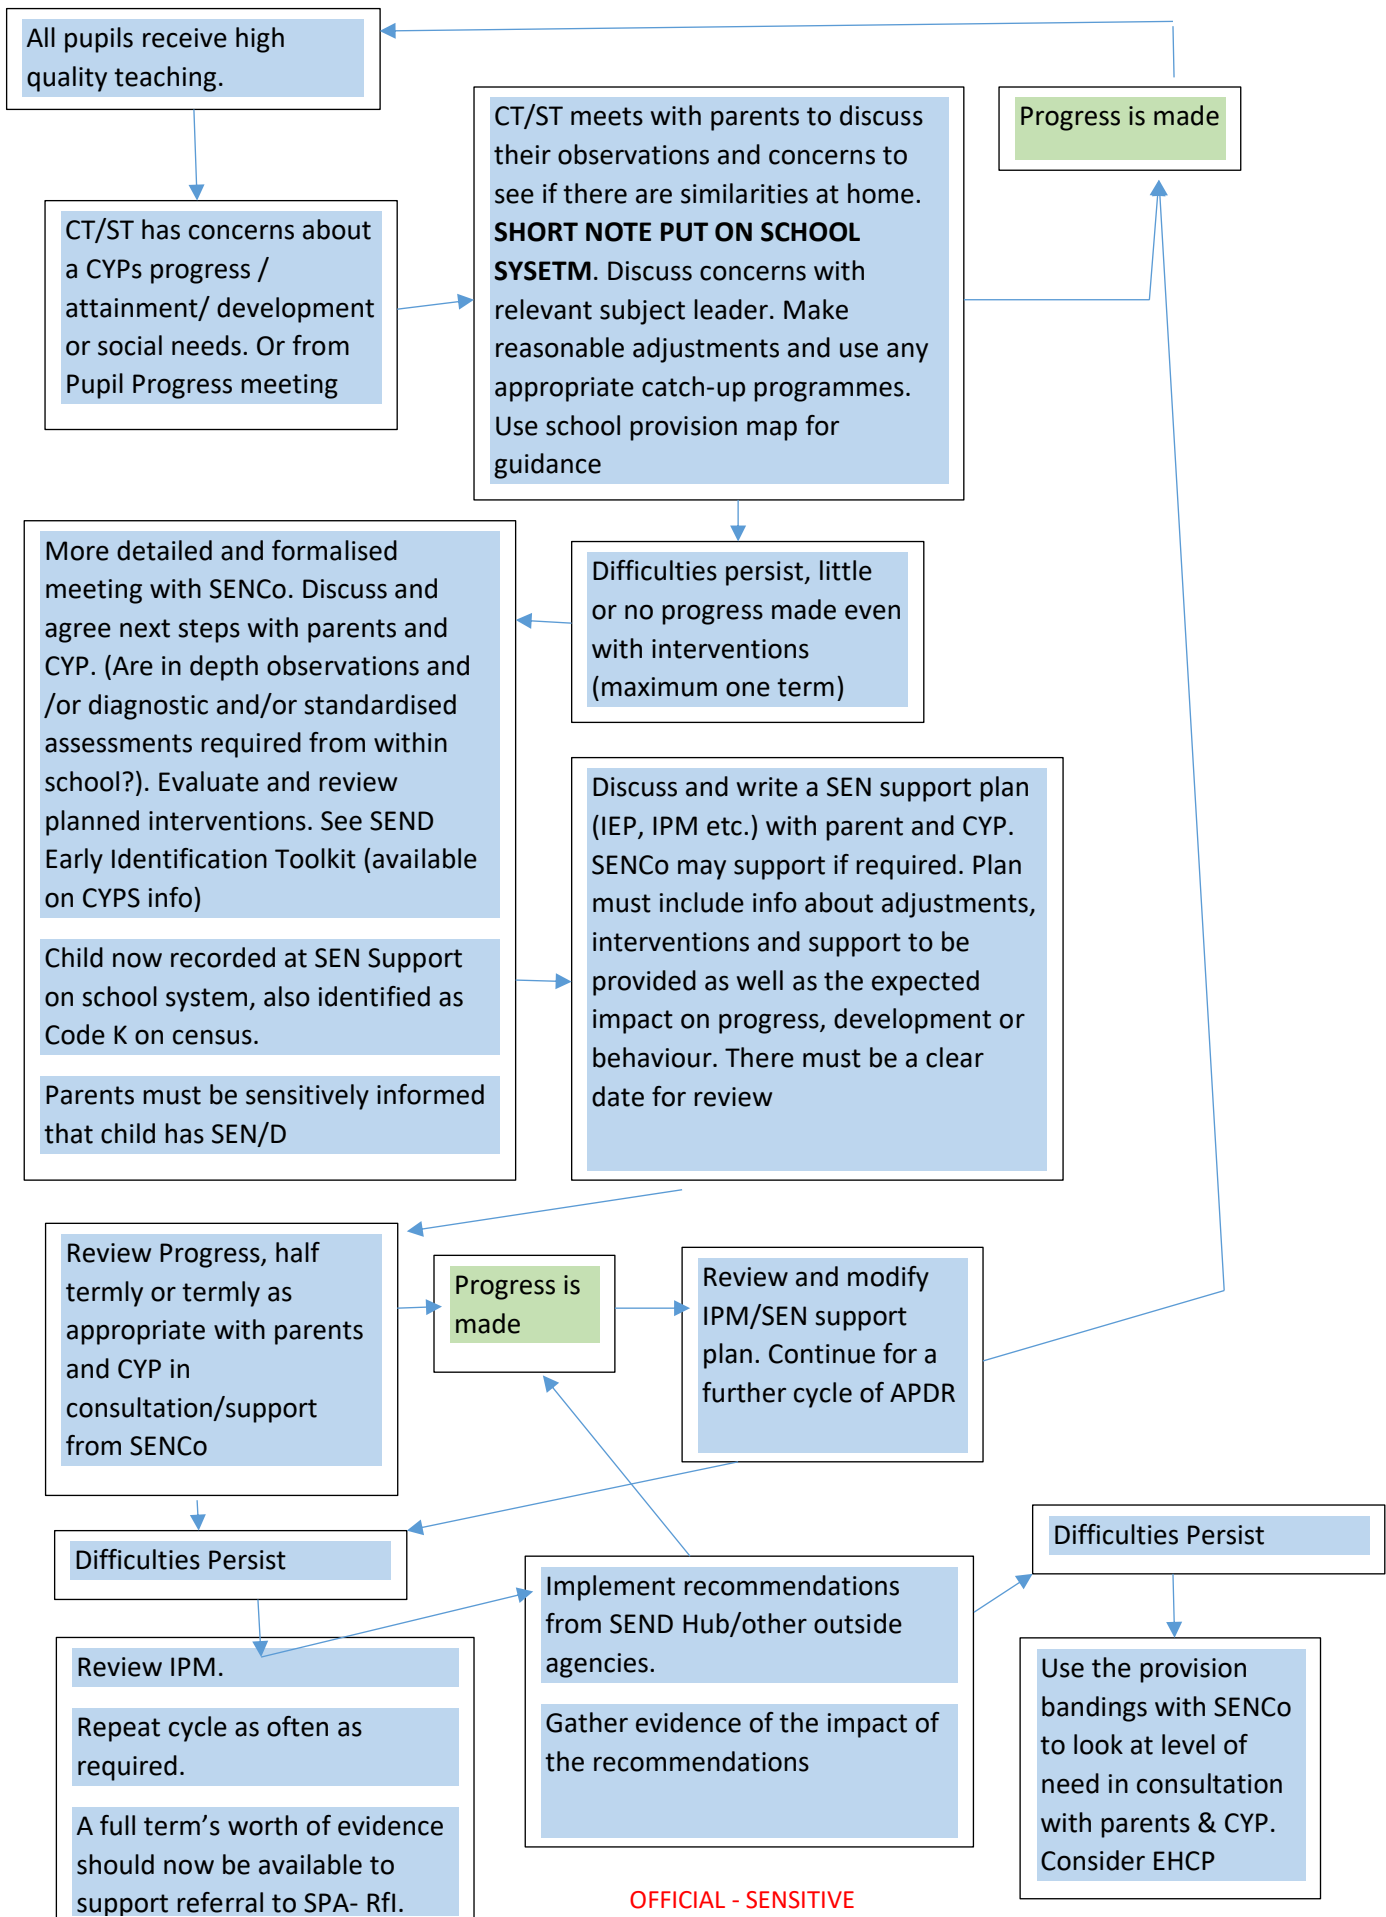 All pupils receive high
quality teaching.
Progress is made
CT/ST meets with parents to discuss
their observations and concerns to
see if there are similarities at home.
SHORT NOTE PUT ON SCHOOL
SYSETM. Discuss concerns with
relevant subject leader. Make
reasonable adjustments and use any
appropriate catch-up programmes.
Use school provision map for
guidance
CT/ST has concerns about
a CYPs progress /
attainment/ development
or social needs. Or from
Pupil Progress meeting
Difficulties persist, little
or no progress made even
with interventions
(maximum one term)
More detailed and formalised
meeting with SENCo. Discuss and
agree next steps with parents and
CYP. (Are in depth observations and
/or diagnostic and/or standardised
assessments required from within
school?). Evaluate and review
planned interventions. See SEND
Early Identification Toolkit (available
on CYPS info)
Child now recorded at SEN Support
on school system, also identified as
Code K on census.
Parents must be sensitively informed
that child has SEN/D
Discuss and write a SEN support plan
(IEP, IPM etc.) with parent and CYP.
SENCo may support if required. Plan
must include info about adjustments,
interventions and support to be
provided as well as the expected
impact on progress, development or
behaviour. There must be a clear
date for review
Review Progress, half
termly or termly as
appropriate with parents
and CYP in
consultation/support
from SENCo
Progress is
made
Review and modify
IPM/SEN support
plan. Continue for a
further cycle of APDR
Difficulties Persist
Difficulties Persist
Implement recommendations
from SEND Hub/other outside
agencies.
Gather evidence of the impact of
the recommendations
Review IPM.
Repeat cycle as often as
required.
A full term’s worth of evidence
should now be available to
support referral to SPA- RfI.
Use the provision
bandings with SENCo
to look at level of
need in consultation
with parents & CYP.
Consider EHCP
OFFICIAL - SENSITIVE